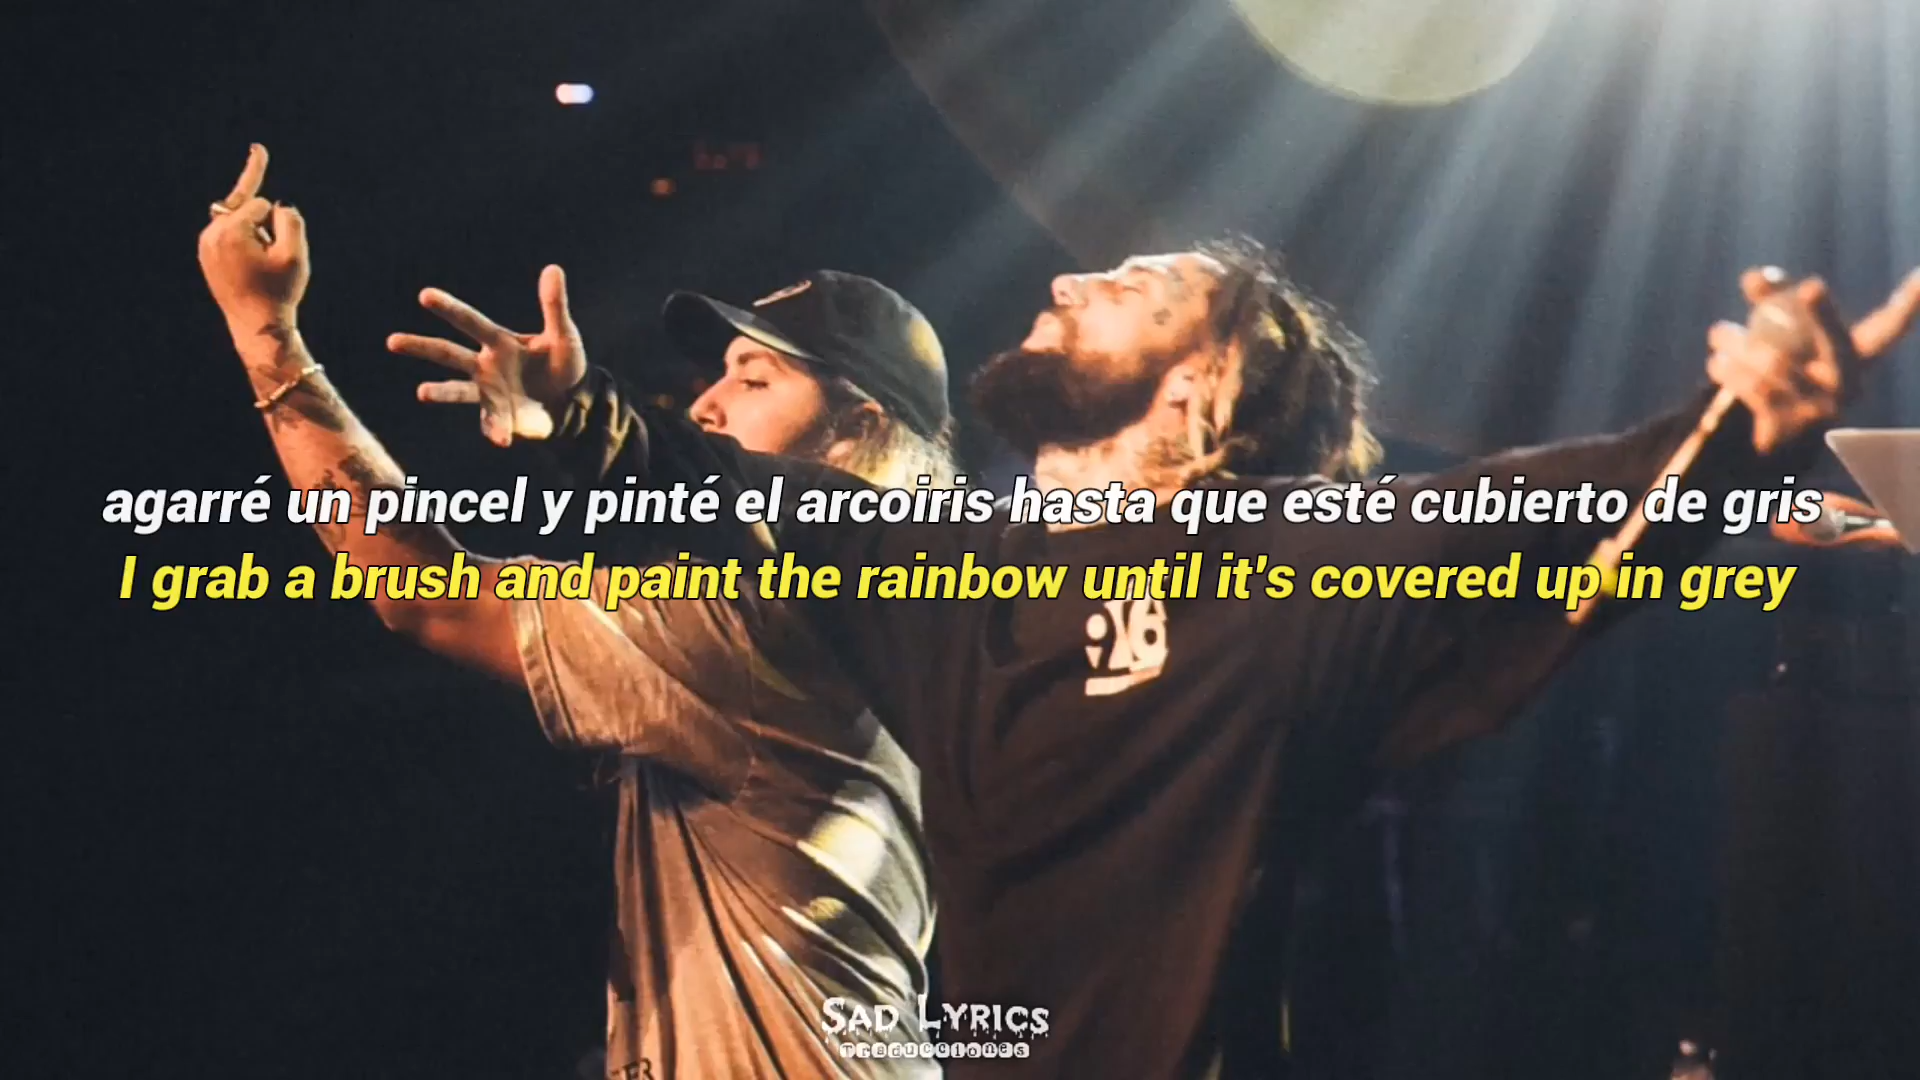 agarré un pincel y pinté el arcoiris hasta que esté cubierto de gris
I grab a brush and paint the rainbow until it's covered up in grey
SAD LYRICS
Traducciones